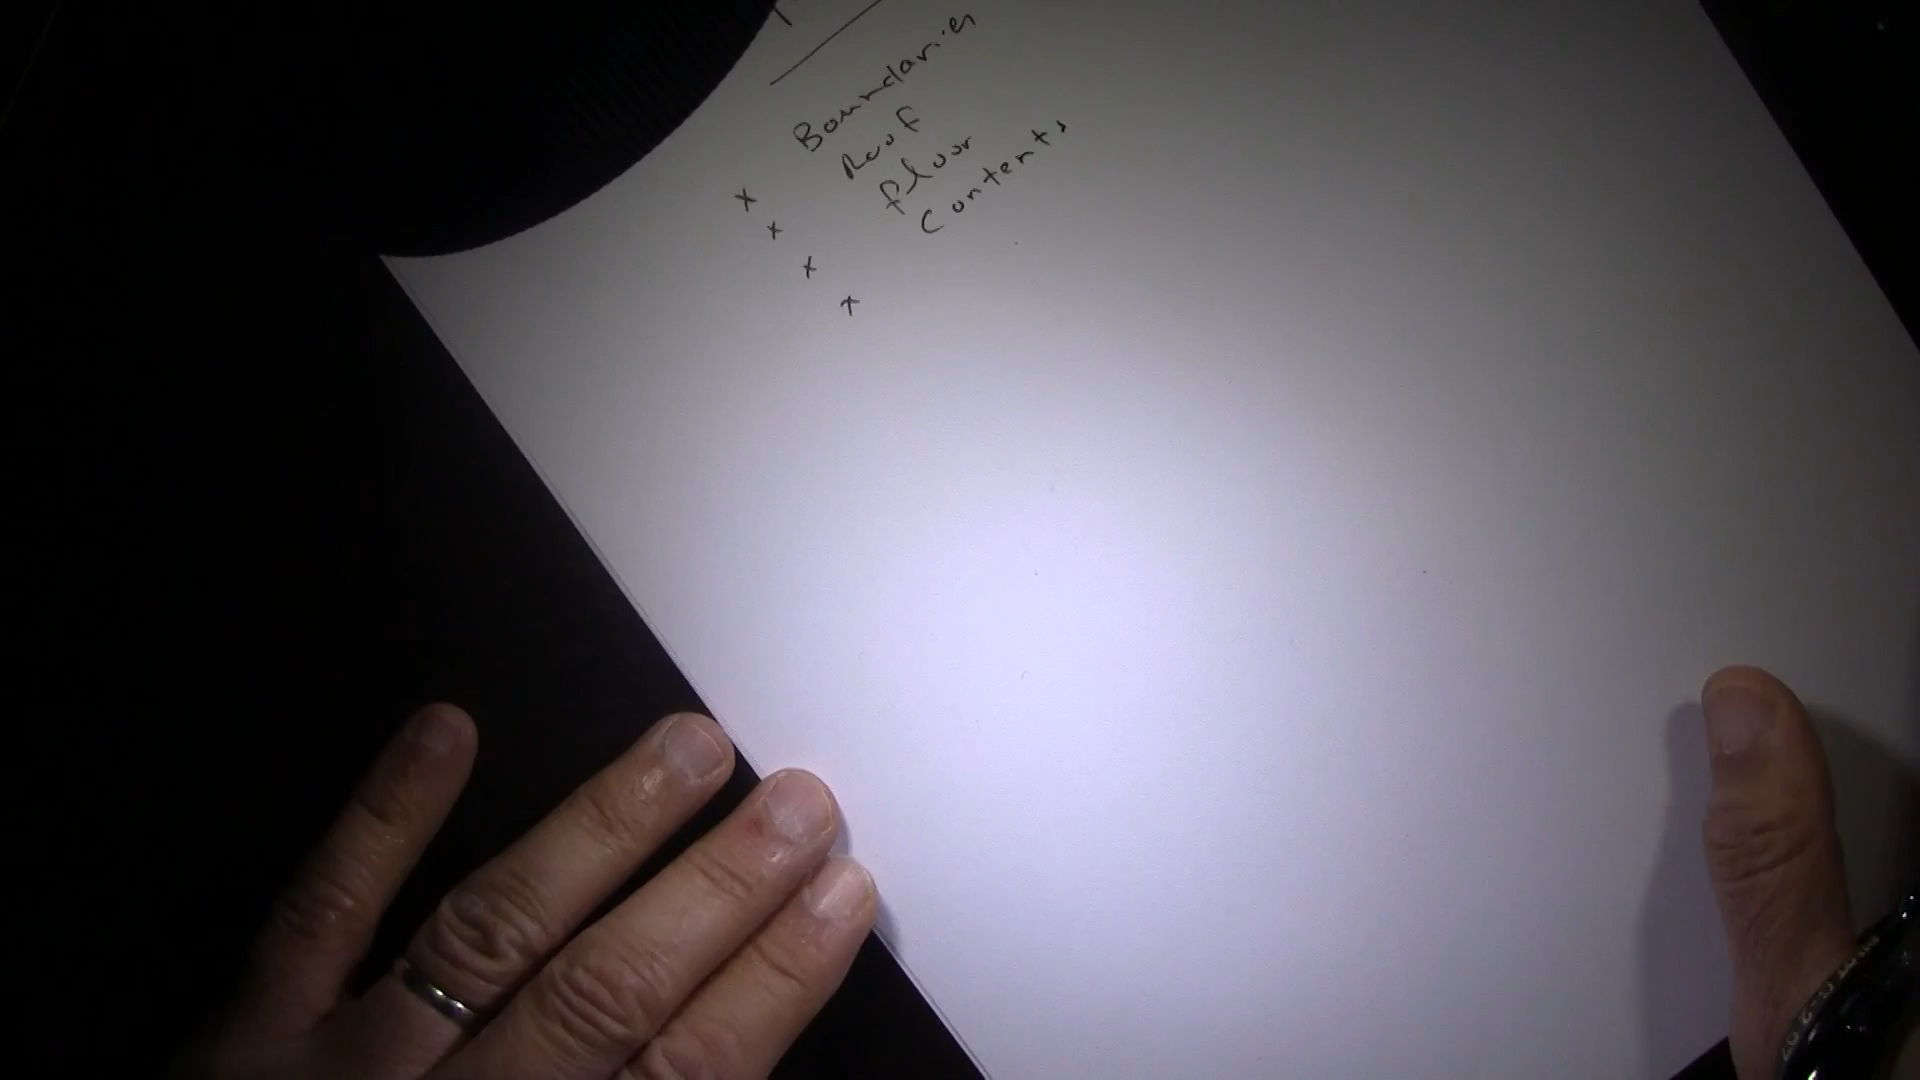 Boundaries
x Roof
x floor
x Contents
x